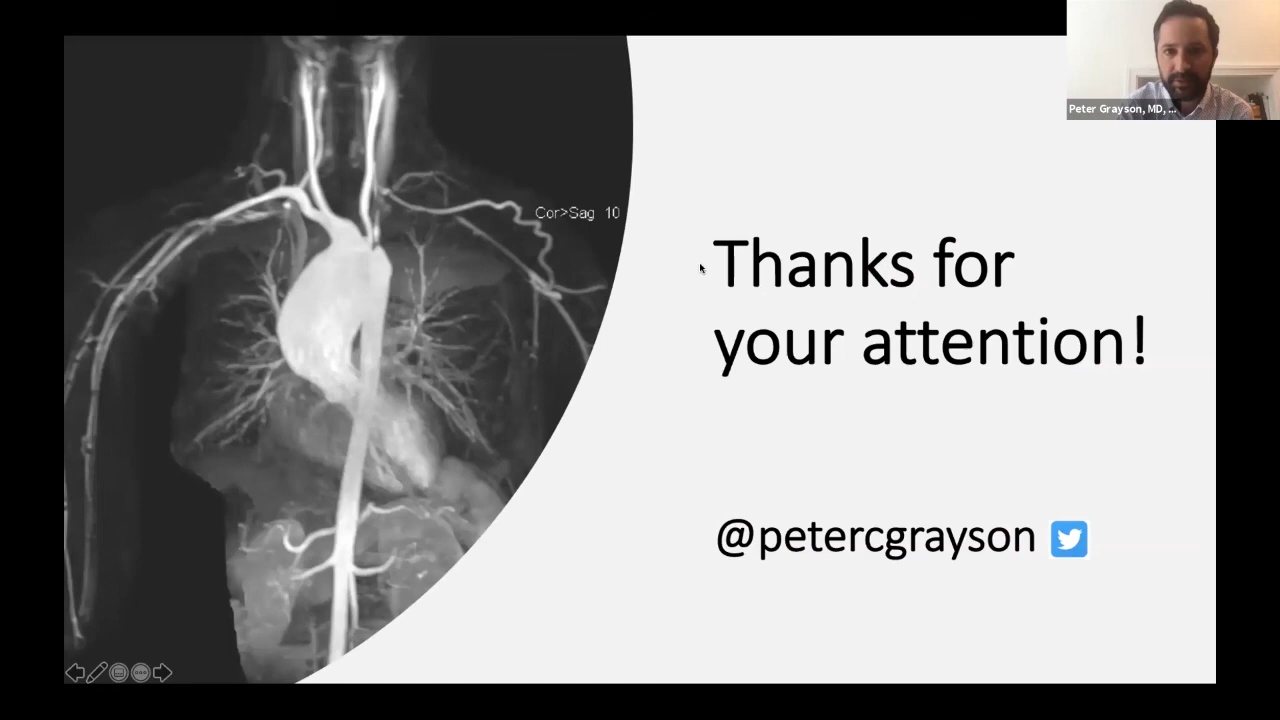 Peter Grayson, MD, ...
Cor>Sag 10
Thanks for
your attention!
@petercgrayson